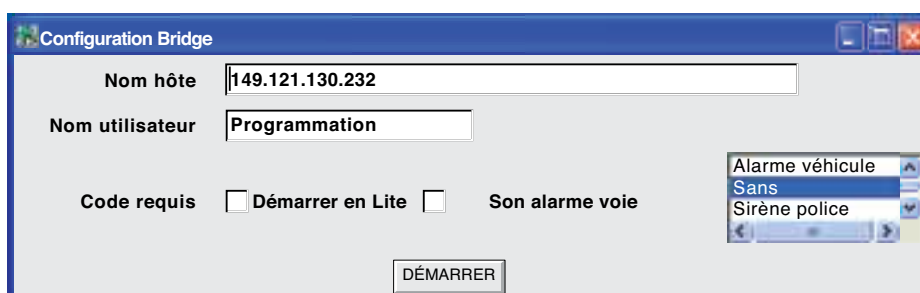 Configuration Bridge
Nom hôte 149.121.130.232
Nom utilisateur Programmation
Alarme véhicule
Code requis Démarrer en Lite Son alarme voie Sans
Sirène police
DÉMARRER